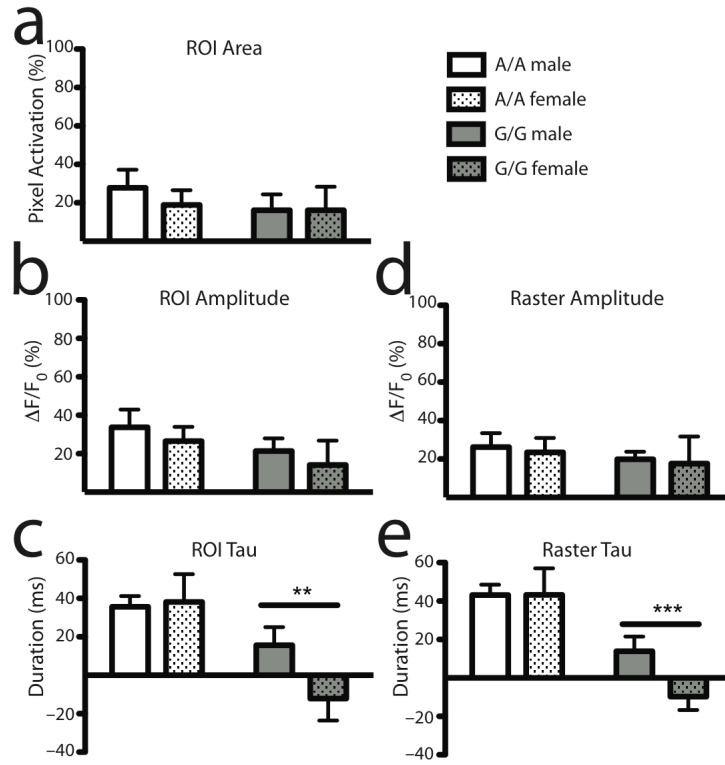 a
ROI Area
Pixel Activation (%)
100
80
60
40
20
A/A male
A/A female
G/G male
G/G female
b
ROI Amplitude
ΔF/F0 (%)
100
80
60
40
20
d
Raster Amplitude
ΔF/F0 (%)
100
80
60
40
20
c
ROI Tau
Duration (ms)
60
40
20
–20
–40
**
e
Raster Tau
Duration (ms)
60
40
20
–20
–40
***